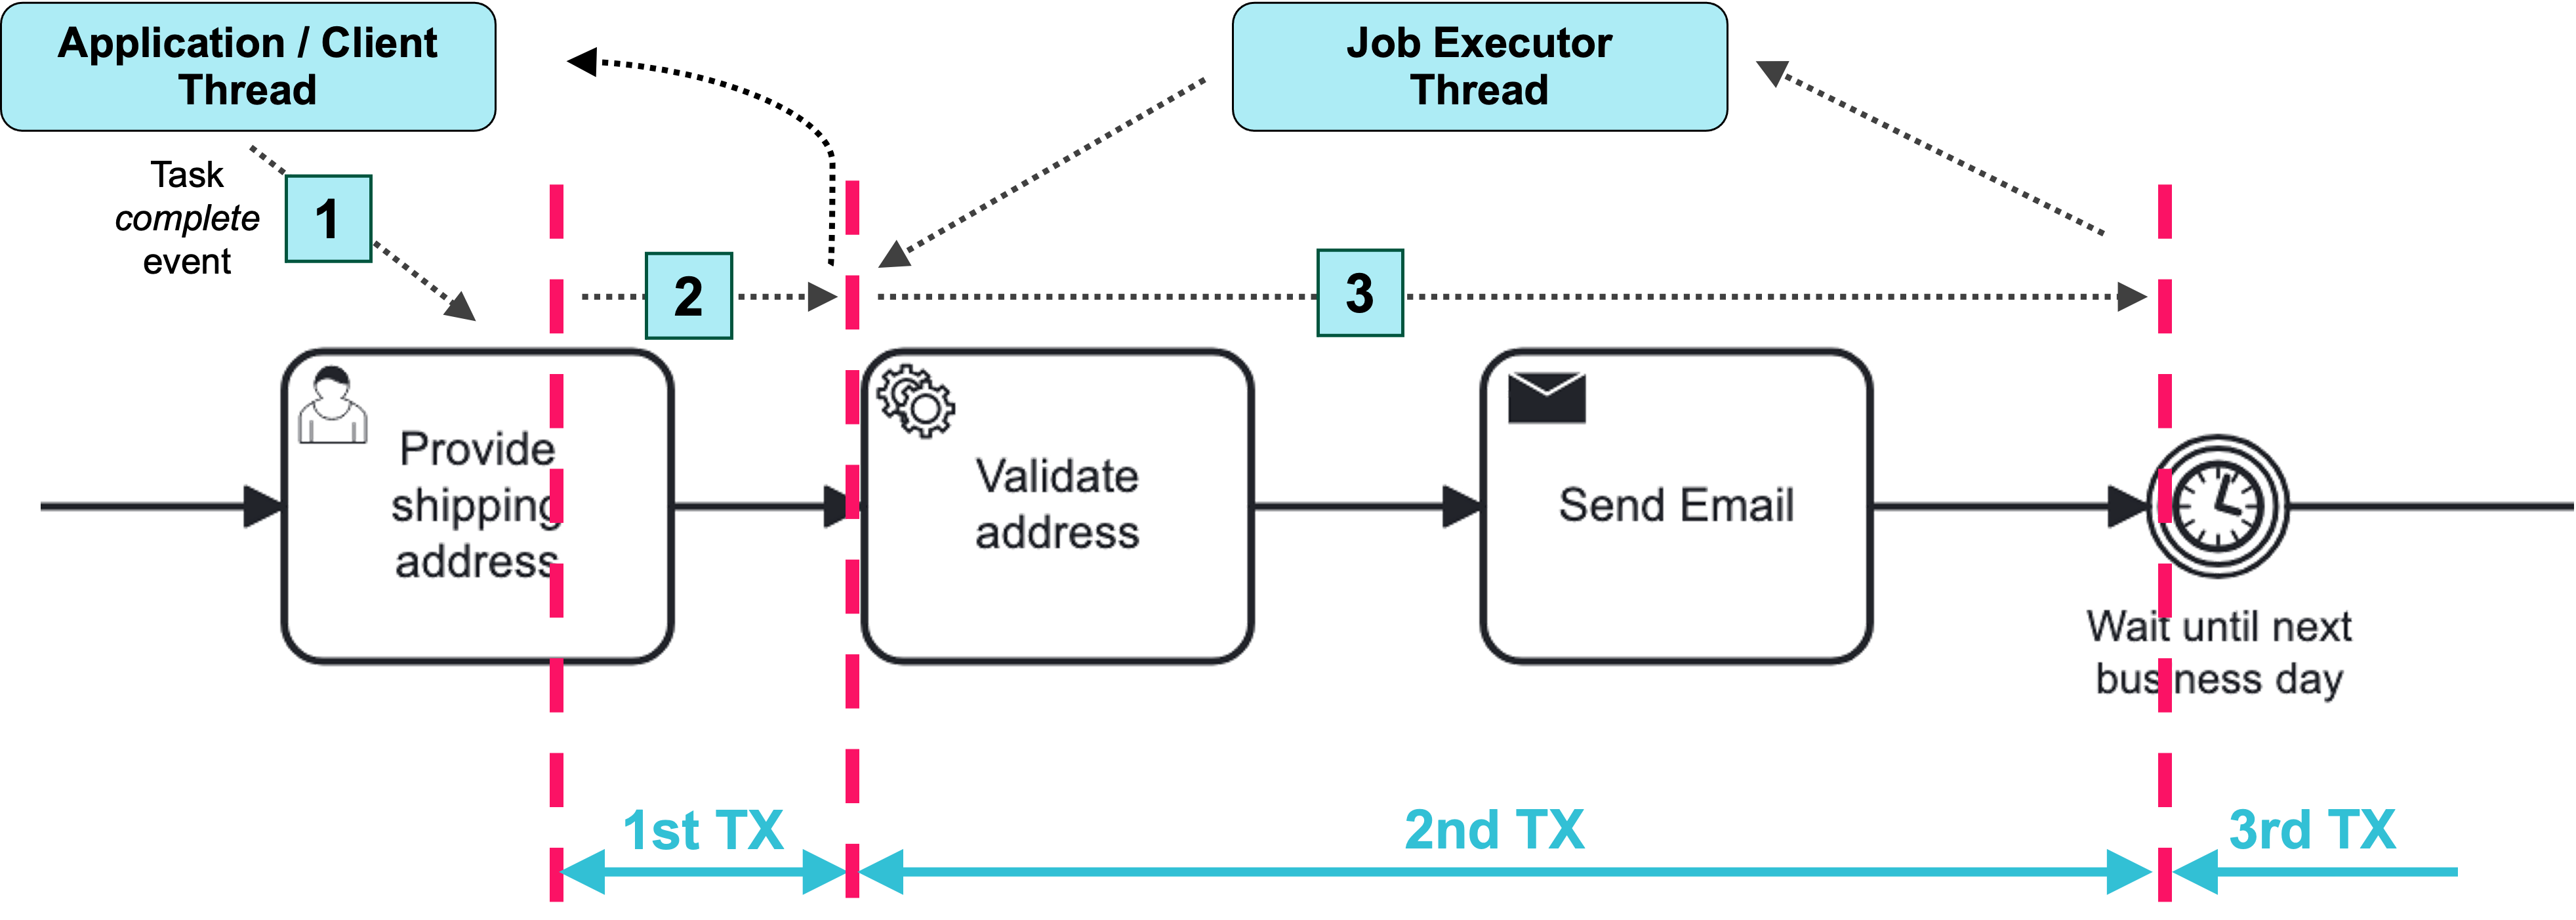 Application / Client
Thread
Job Executor
Thread
Task
complete
event
1
2
3
Provide
shipping
address
Validate
address
Send Email
Wait until next
business day
1st TX
2nd TX
3rd TX